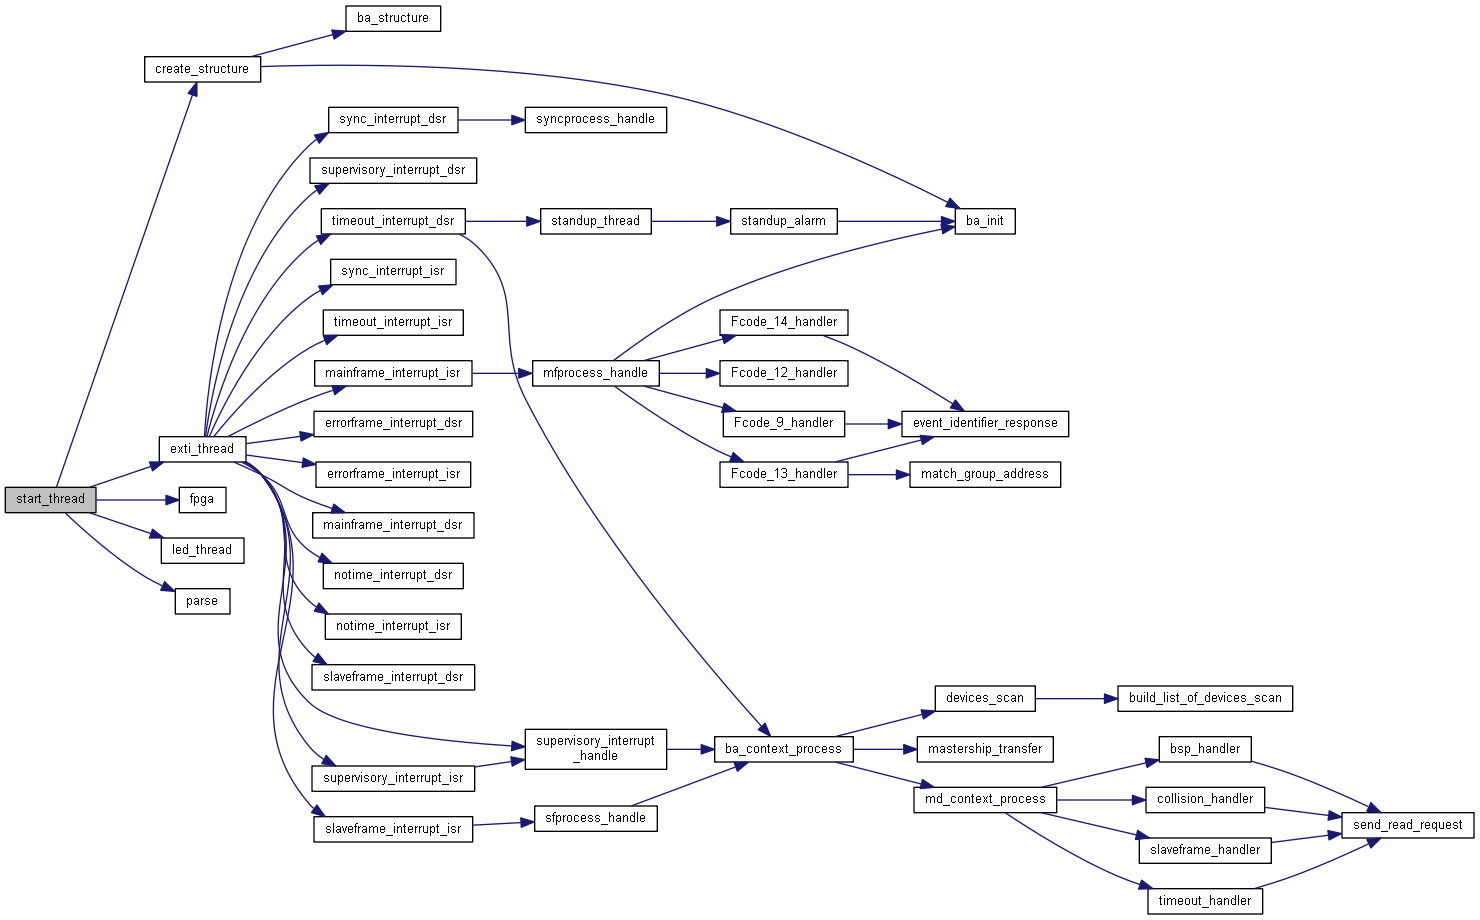 ba_structure
create_structure
sync_interrupt_dsr
syncprocess_handle
supervisory_interrupt_dsr
timeout_interrupt_dsr
standup_thread
standup_alarm
ba_init
sync_interrupt_isr
timeout_interrupt_isr
Fcode_14_handler
mainframe_interrupt_isr
mfprocess_handle
Fcode_12_handler
errorframe_interrupt_dsr
Fcode_9_handler
event_identifier_response
exti_thread
errorframe_interrupt_isr
Fcode_13_handler
match_group_address
start_thread
fpga
mainframe_interrupt_dsr
led_thread
notime_interrupt_dsr
parse
notime_interrupt_isr
slaveframe_interrupt_dsr
devices_scan
build_list_of_devices_scan
supervisory_interrupt
_handle
ba_context_process
mastership_transfer
bsp_handler
supervisory_interrupt_isr
md_context_process
collision_handler
slaveframe_interrupt_isr
sfprocess_handle
send_read_request
slaveframe_handler
timeout_handler